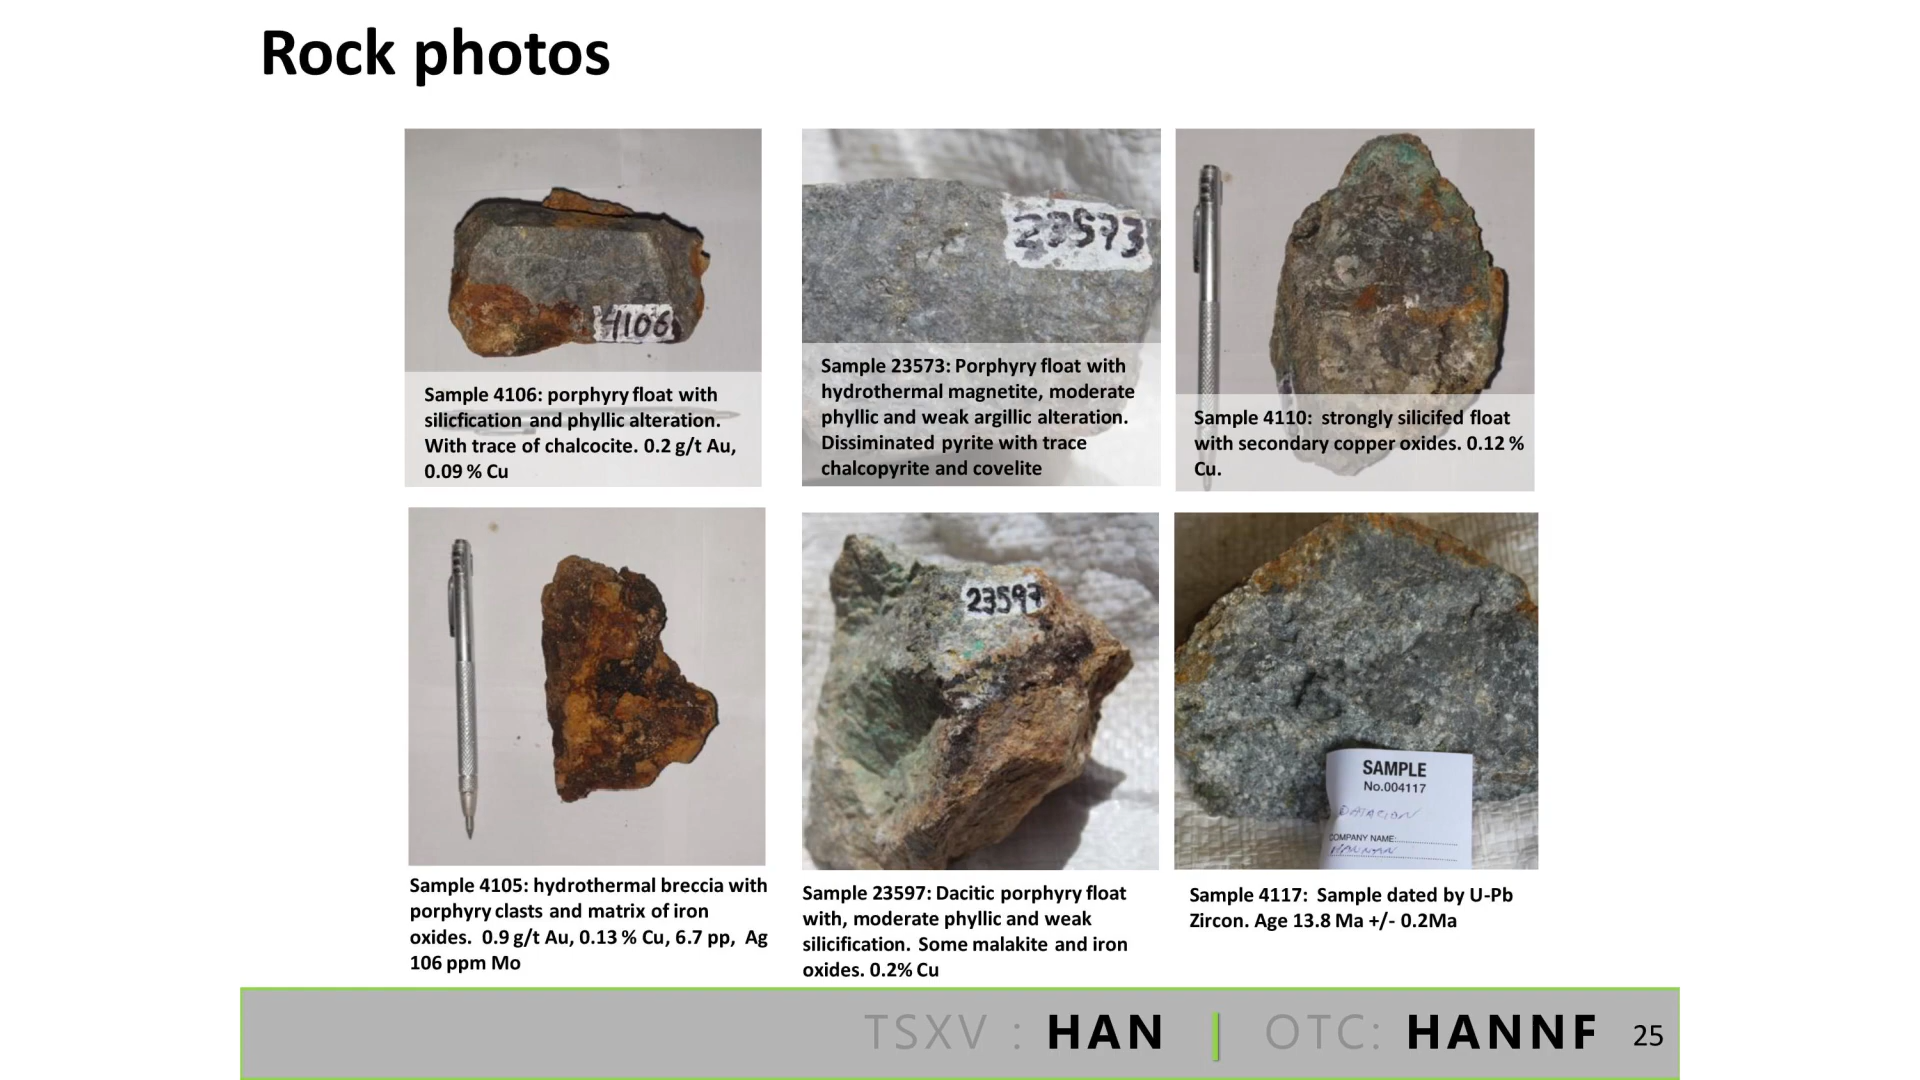 Rock photos
4106
Sample 4106: porphyry float with
silicfication and phyllic alteration.
With trace of chalcocite. 0.2 g/t Au,
0.09 % Cu
23573
Sample 23573: Porphyry float with
hydrothermal magnetite, moderate
phyllic and weak argillic alteration.
Dissiminated pyrite with trace
chalcopyrite and covelite
Sample 4110: strongly silicifed float
with secondary copper oxides. 0.12 %
Cu.
Sample 4105: hydrothermal breccia with
porphyry clasts and matrix of iron
oxides. 0.9 g/t Au, 0.13 % Cu, 6.7 pp, Ag
106 ppm Mo
23597
Sample 23597: Dacitic porphyry float
with, moderate phyllic and weak
silicification. Some malakite and iron
oxides. 0.2% Cu
SAMPLE
No.004117
DATACION
COMPANY NAME:
HANNAN
Sample 4117: Sample dated by U-Pb
Zircon. Age 13.8 Ma +/- 0.2Ma
TSXV : HAN | OTC: HANNF 25